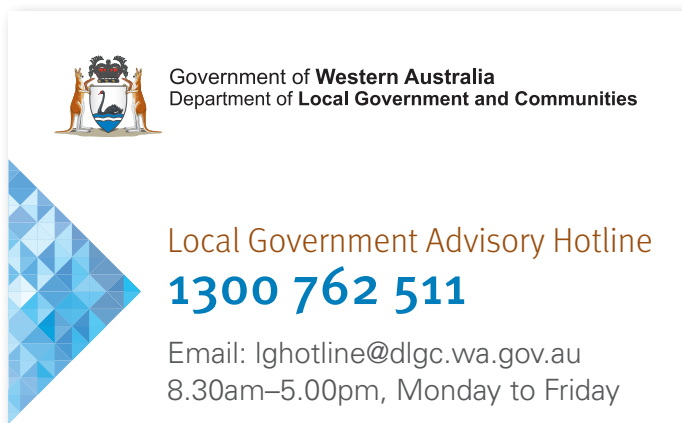 Government of Western Australia
Department of Local Government and Communities
Local Government Advisory Hotline
1300 762 511
Email: lghotline@dlgc.wa.gov.au
8.30am–5.00pm, Monday to Friday